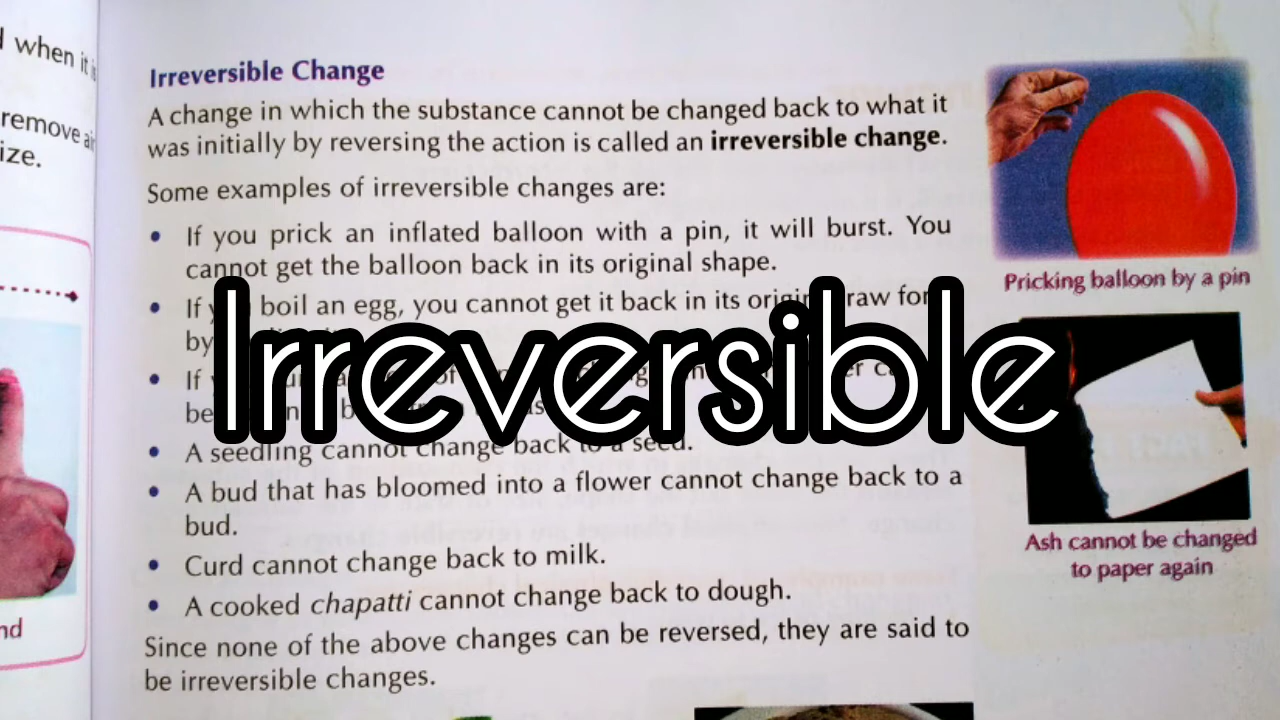 when it is
remove air
ize.
Irreversible Change
A change in which the substance cannot be changed back to what it
was initially by reversing the action is called an irreversible change.
Some examples of irreversible changes are:
• If you prick an inflated balloon with a pin, it will burst. You
cannot get the balloon back in its original shape.
• If boil an egg, you cannot get it back in its raw
by
• If
Irreversible
• A seedling cannot change back to a seed.
• A bud that has bloomed into a flower cannot change back to a
bud.
• Curd cannot change back to milk.
• A cooked chapatti cannot change back to dough.
Since none of the above changes can be reversed, they are said to
be irreversible changes.
Pricking balloon by a pin
Ash cannot be changed
to paper again
nd